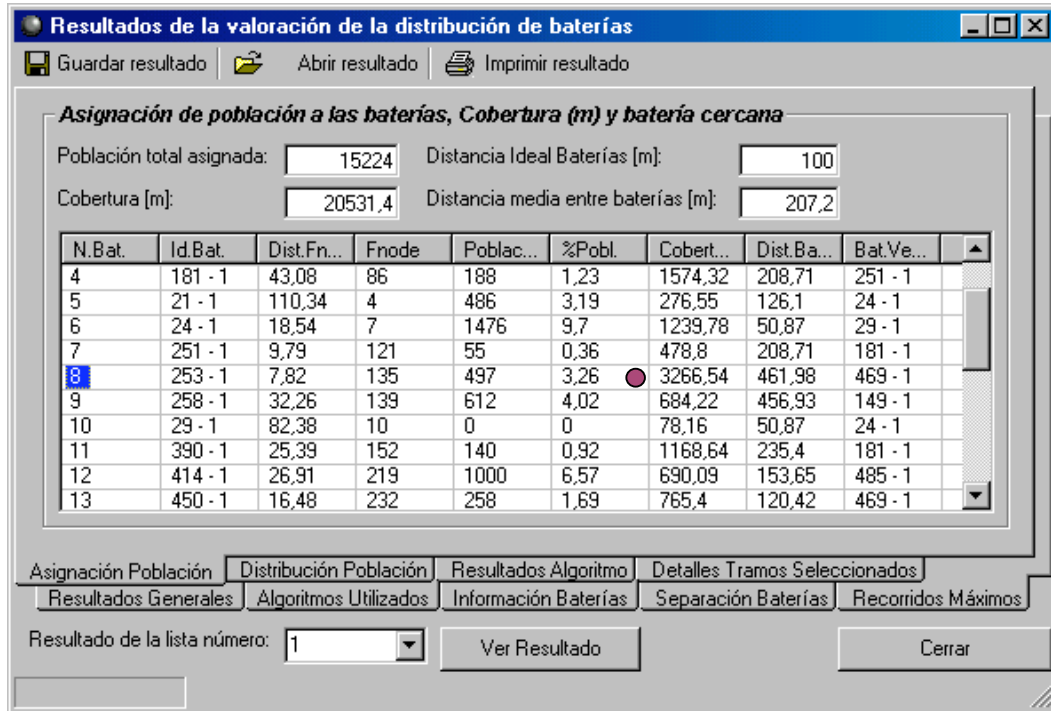 Resultados de la valoración de la distribución de baterías
Guardar resultado Abrir resultado Imprimir resultado
Asignación de población a las baterías, Cobertura (m) y batería cercana
Población total asignada: 15224 Distancia Ideal Baterías [m]: 100
Cobertura [m]: 20531,4 Distancia media entre baterías [m]: 207,2
N.Bat. Id.Bat. Dist.Fn... Fnode Poblac... %Pobl. Cobert... Dist.Ba... Bat.Ve...
4 181 - 1 43,08 86 188 1,23 1574,32 208,71 251 - 1
5 21 - 1 110,34 4 486 3,19 276,55 126,1 24 - 1
6 24 - 1 18,54 7 1476 9,7 1239,78 50,87 29 - 1
7 251 - 1 9,79 121 55 0,36 478,8 208,71 181 - 1
8 253 - 1 7,82 135 497 3,26 3266,54 461,98 469 - 1
9 258 - 1 32,26 139 612 4,02 684,22 456,93 149 - 1
10 29 - 1 82,38 10 0 0 78,16 50,87 24 - 1
11 390 - 1 25,39 152 140 0,92 1168,64 235,4 181 - 1
12 414 - 1 26,91 219 1000 6,57 690,09 153,65 485 - 1
13 450 - 1 16,48 232 258 1,69 765,4 120,42 469 - 1
Asignación Población Distribución Población Resultados Algoritmo Detalles Tramos Seleccionados
Resultados Generales Algoritmos Utilizados Información Baterías Separación Baterías Recorridos Máximos
Resultado de la lista número: 1 Ver Resultado Cerrar